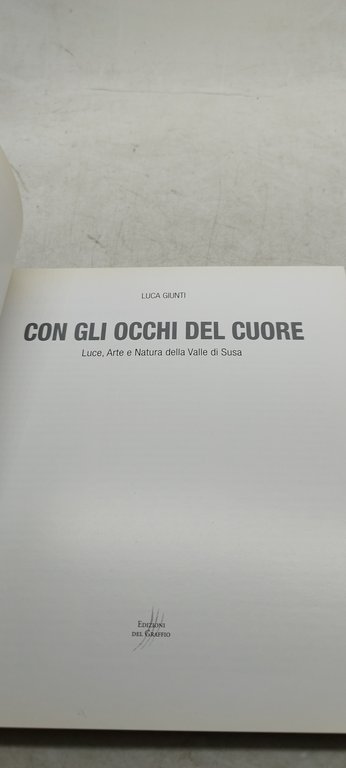 LUCA GIUNTI
CON GLI OCCHI DEL CUORE
Luce, Arte e Natura della Valle di Susa
EDIZIONI
DEL GRAFFIO